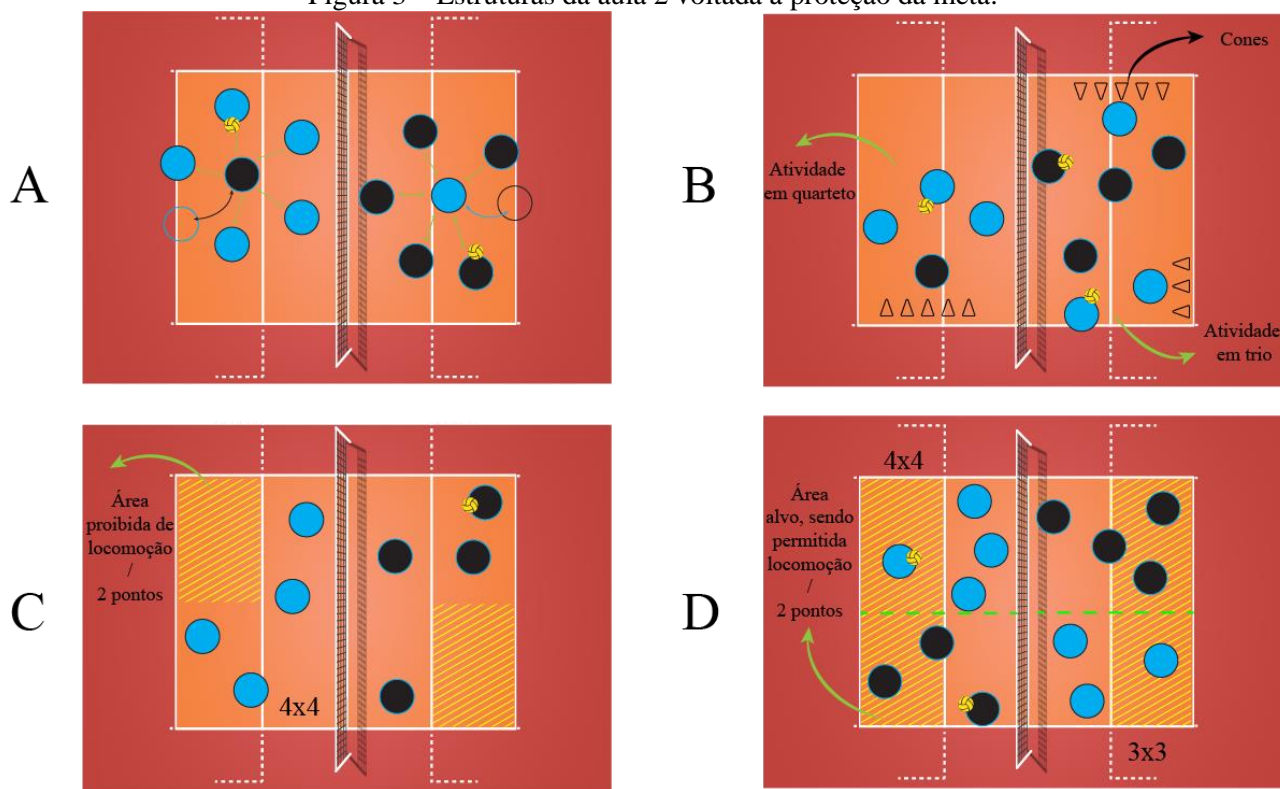 Figura 3 – Estruturas da aula 2 voltada à proteção da meta.
A
B
Cones
Atividade
em quarteto
Atividade
em trio
C
Área
proibida de
locomoção
/
2 pontos
4x4
D
4x4
Área
alvo, sendo
permitida
locomoção
/
2 pontos
3x3